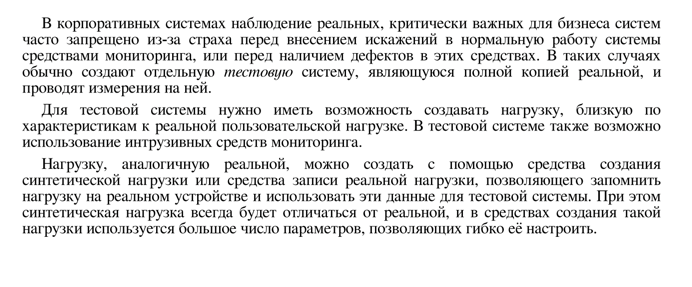 В корпоративных системах наблюдение реальных, критически важных для бизнеса систем
часто запрещено из-за страха перед внесением искажений в нормальную работу системы
средствами мониторинга, или перед наличием дефектов в этих средствах. В таких случаях
обычно создают отдельную тестовую систему, являющуюся полной копией реальной, и
проводят измерения на ней.
Для тестовой системы нужно иметь возможность создавать нагрузку, близкую по
характеристикам к реальной пользовательской нагрузке. В тестовой системе также возможно
использование интрузивных средств мониторинга.
Нагрузку, аналогичную реальной, можно создать с помощью средства создания
синтетической нагрузки или средства записи реальной нагрузки, позволяющего запомнить
нагрузку на реальном устройстве и использовать эти данные для тестовой системы. При этом
синтетическая нагрузка всегда будет отличаться от реальной, и в средствах создания такой
нагрузки используется большое число параметров, позволяющих гибко её настроить.